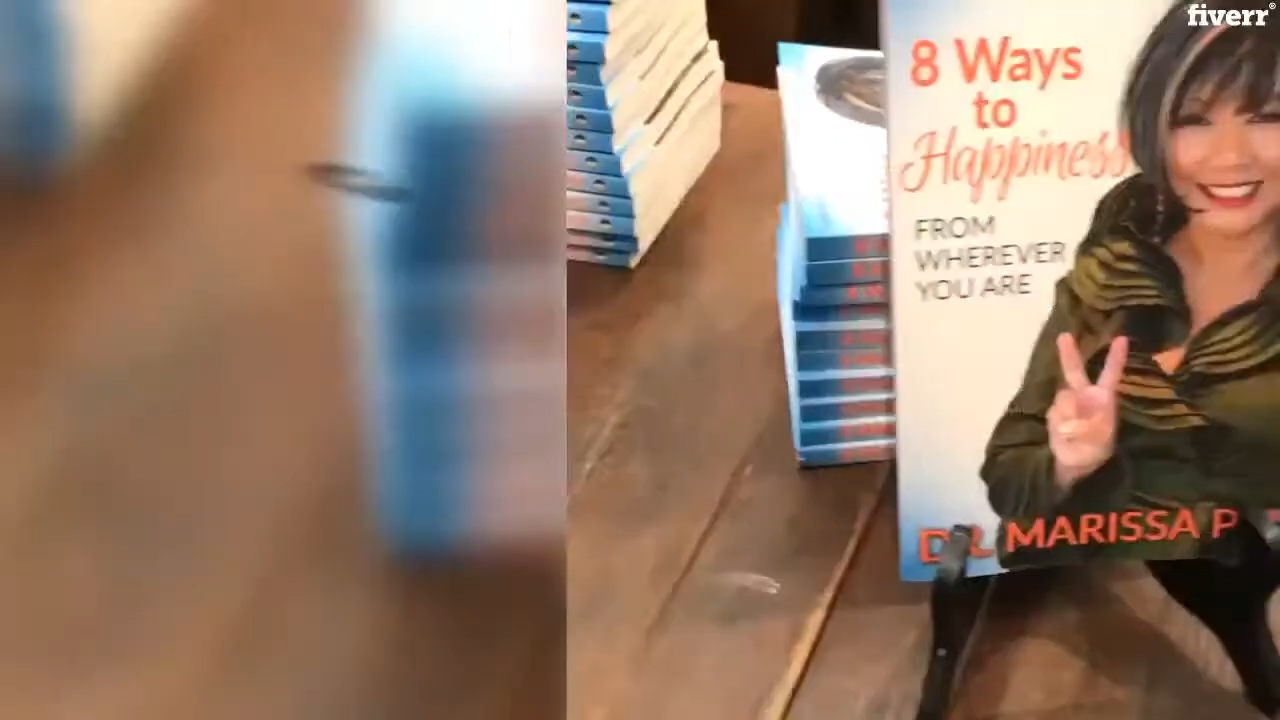 fiverr®
8 Ways
to
Happiness
FROM
WHEREVER
YOU ARE
DR. MARISSA P